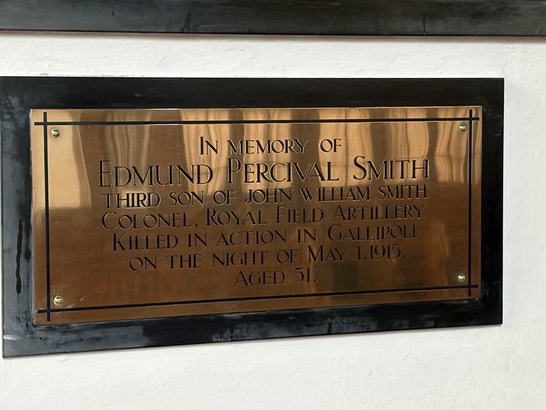 In memory of
Edmund Percival Smith
third son of John William Smith
Colonel, Royal Field Artillery
Killed in action in Gallipoli
on the night of May 1. 1915.
Aged 51.